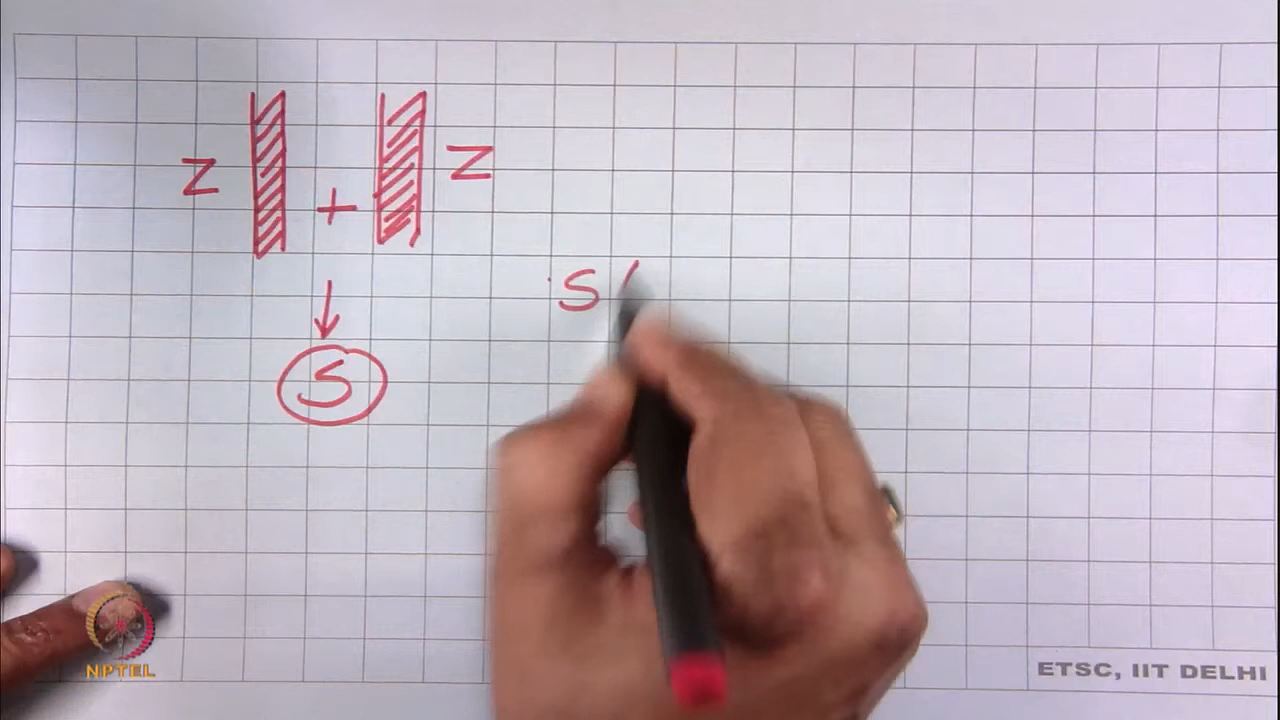 Z + Z
↓
S
S (
NPTEL
ETSC, IIT DELHI